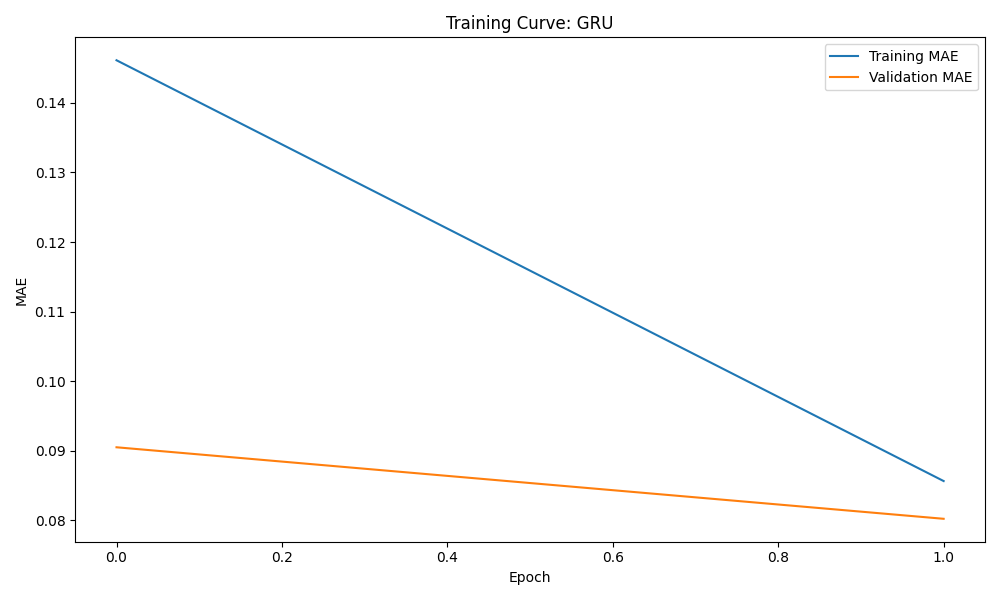 Training Curve: GRU
Training MAE
Validation MAE
MAE
0.14
0.13
0.12
0.11
0.10
0.09
0.08
0.0 0.2 0.4 0.6 0.8 1.0
Epoch